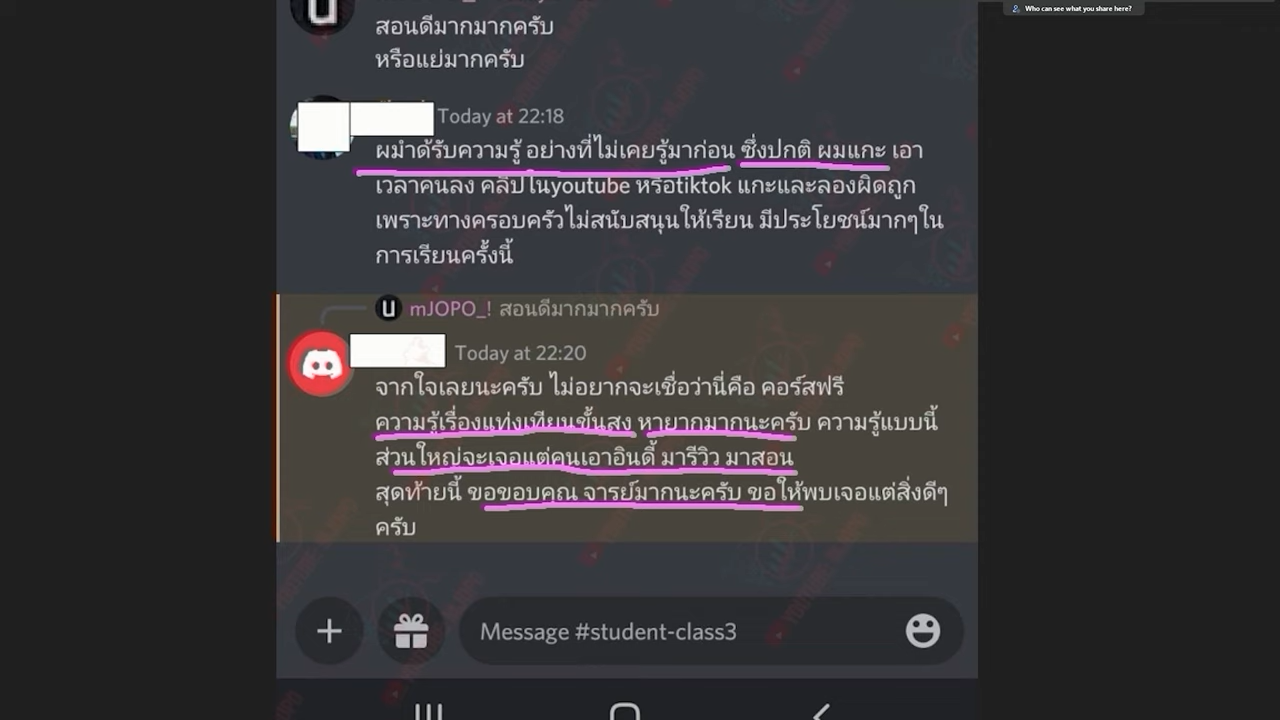 Who can see what you share here?
สอนดีมากมากครับ
หรือแย่มากครับ
Today at 22:18
ผมำด้รับความรู้ อย่างที่ไม่เคยรู้มาก่อน ซึ่งปกติ ผมแกะ เอา
เวลาคนลง คลิปในyoutube หรือtiktok แกะและลองผิดถูก
เพราะทางครอบครัวไม่สนับสนุนให้เรียน มีประโยชน์มากๆใน
การเรียนครั้งนี้
mJOPO_! สอนดีมากมากครับ
Today at 22:20
จากใจเลยนะครับ ไม่อยากจะเชื่อว่านี่คือ คอร์สฟรี
ความรู้เรื่องแท่งเทียนขั้นสูง หายากมากนะครับ ความรู้แบบนี้
ส่วนใหญ่จะเจอแต่คนเอาอินดี้ มารีวิว มาสอน
สุดท้ายนี้ ขอขอบคุณ จารย์มากนะครับ ขอให้พบเจอแต่สิ่งดีๆ
ครับ
Message #student-class3